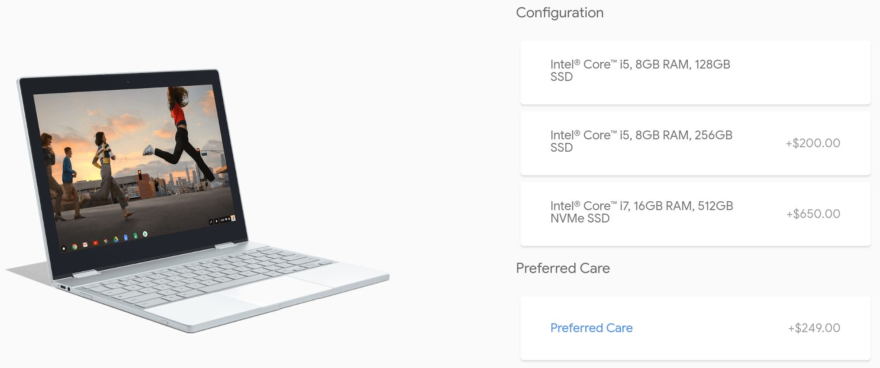 Configuration
Intel® Core™ i5, 8GB RAM, 128GB
SSD
Intel® Core™ i5, 8GB RAM, 256GB
SSD
+$200.00
Intel® Core™ i7, 16GB RAM, 512GB
NVMe SSD
+$650.00
Preferred Care
Preferred Care
+$249.00